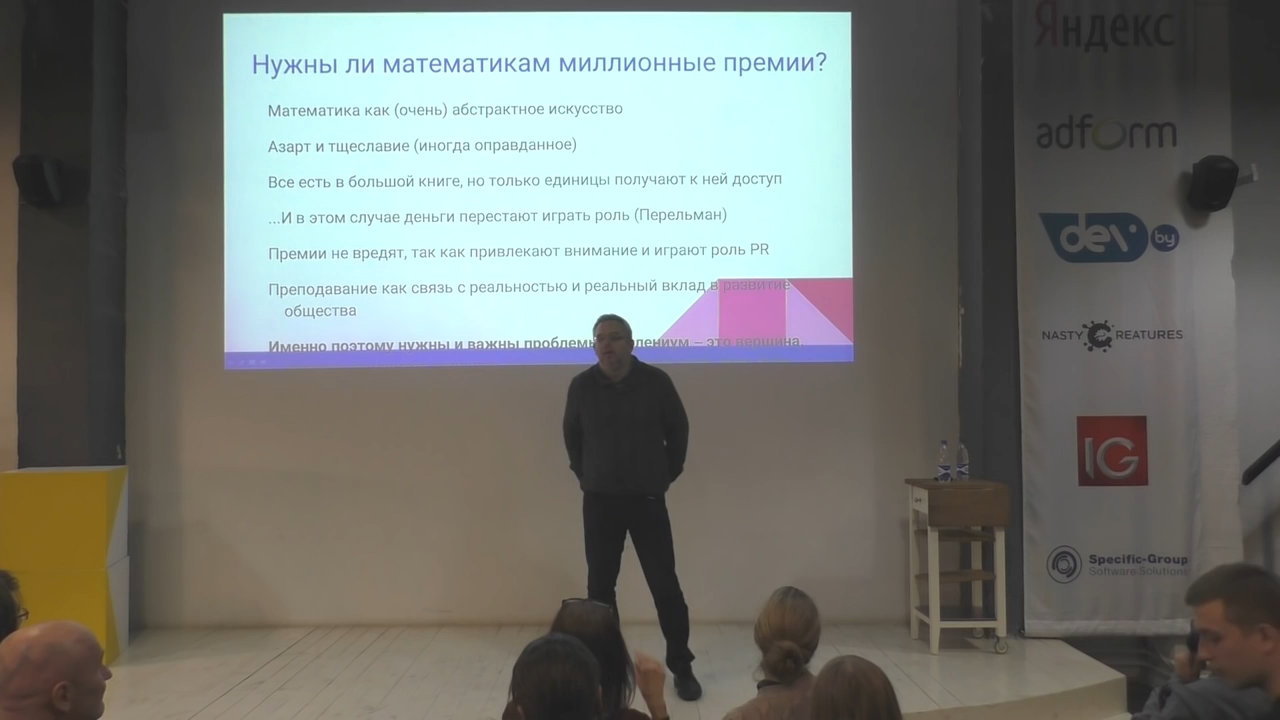 Нужны ли математикам миллионные премии?
Математика как (очень) абстрактное искусство
Азарт и тщеславие (иногда оправданное)
Все есть в большой книге, но только единицы получают к ней доступ
...И в этом случае деньги перестают играть роль (Перельман)
Премии не вредят, так как привлекают внимание и играют роль PR
Преподавание как связь с реальностью и реальный вклад в развитие
общества
Именно поэтому нужны и важны – это вершина.
Яндекс
adform
dev by
NASTY CREATURES
IG
Specific-Group
Software Solutions